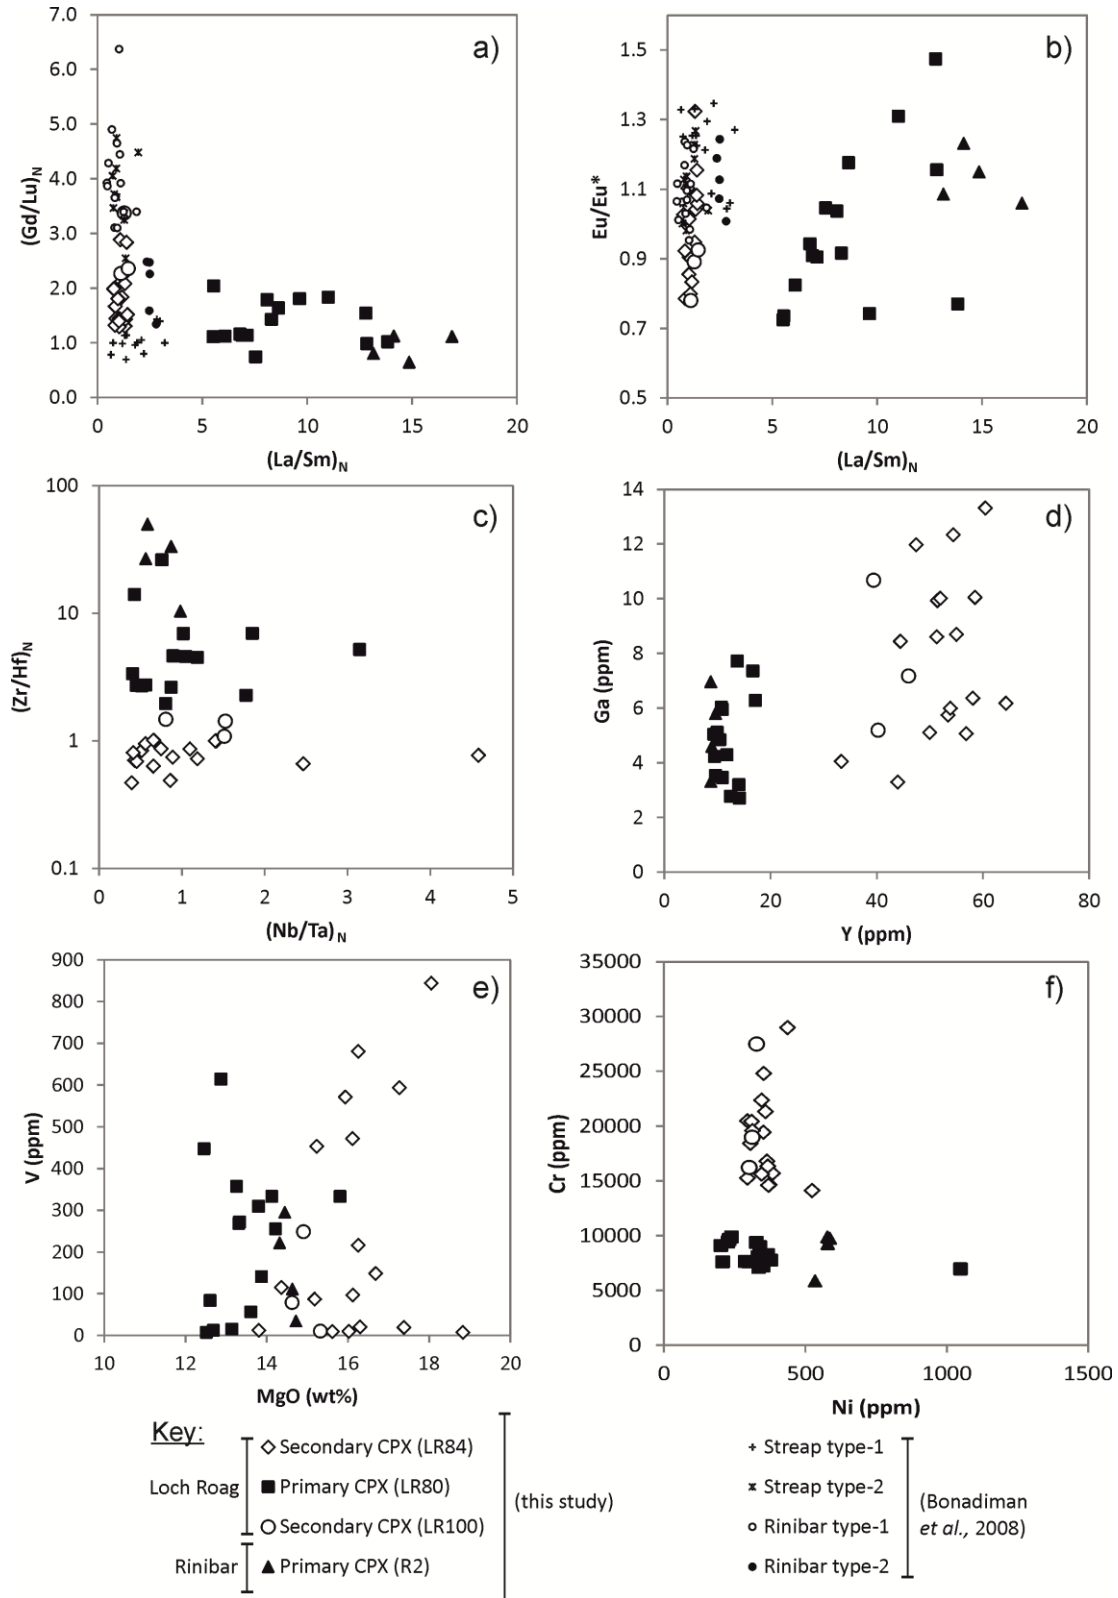 a)
7.0
6.0
5.0
4.0
3.0
2.0
1.0
0.0
(Gd/Lu)N
0 5 10 15 20
(La/Sm)N
b)
1.5
1.3
1.1
0.9
0.7
0.5
Eu/Eu*
0 5 10 15 20
(La/Sm)N
c)
100
10
1
0.1
(Zr/Hf)N
0 1 2 3 4 5
(Nb/Ta)N
d)
14
12
10
8
6
4
2
0
Ga (ppm)
0 20 40 60 80
Y (ppm)
e)
900
800
700
600
500
400
300
200
100
0
V (ppm)
10 12 14 16 18 20
MgO (wt%)
f)
35000
30000
25000
20000
15000
10000
5000
0
Cr (ppm)
0 500 1000 1500
Ni (ppm)
Key:
Loch Roag
Secondary CPX (LR84)
Primary CPX (LR80)
Secondary CPX (LR100)
Rinibar
Primary CPX (R2)
(this study)
Streap type-1
Streap type-2
Rinibar type-1
Rinibar type-2
(Bonadiman
et al., 2008)